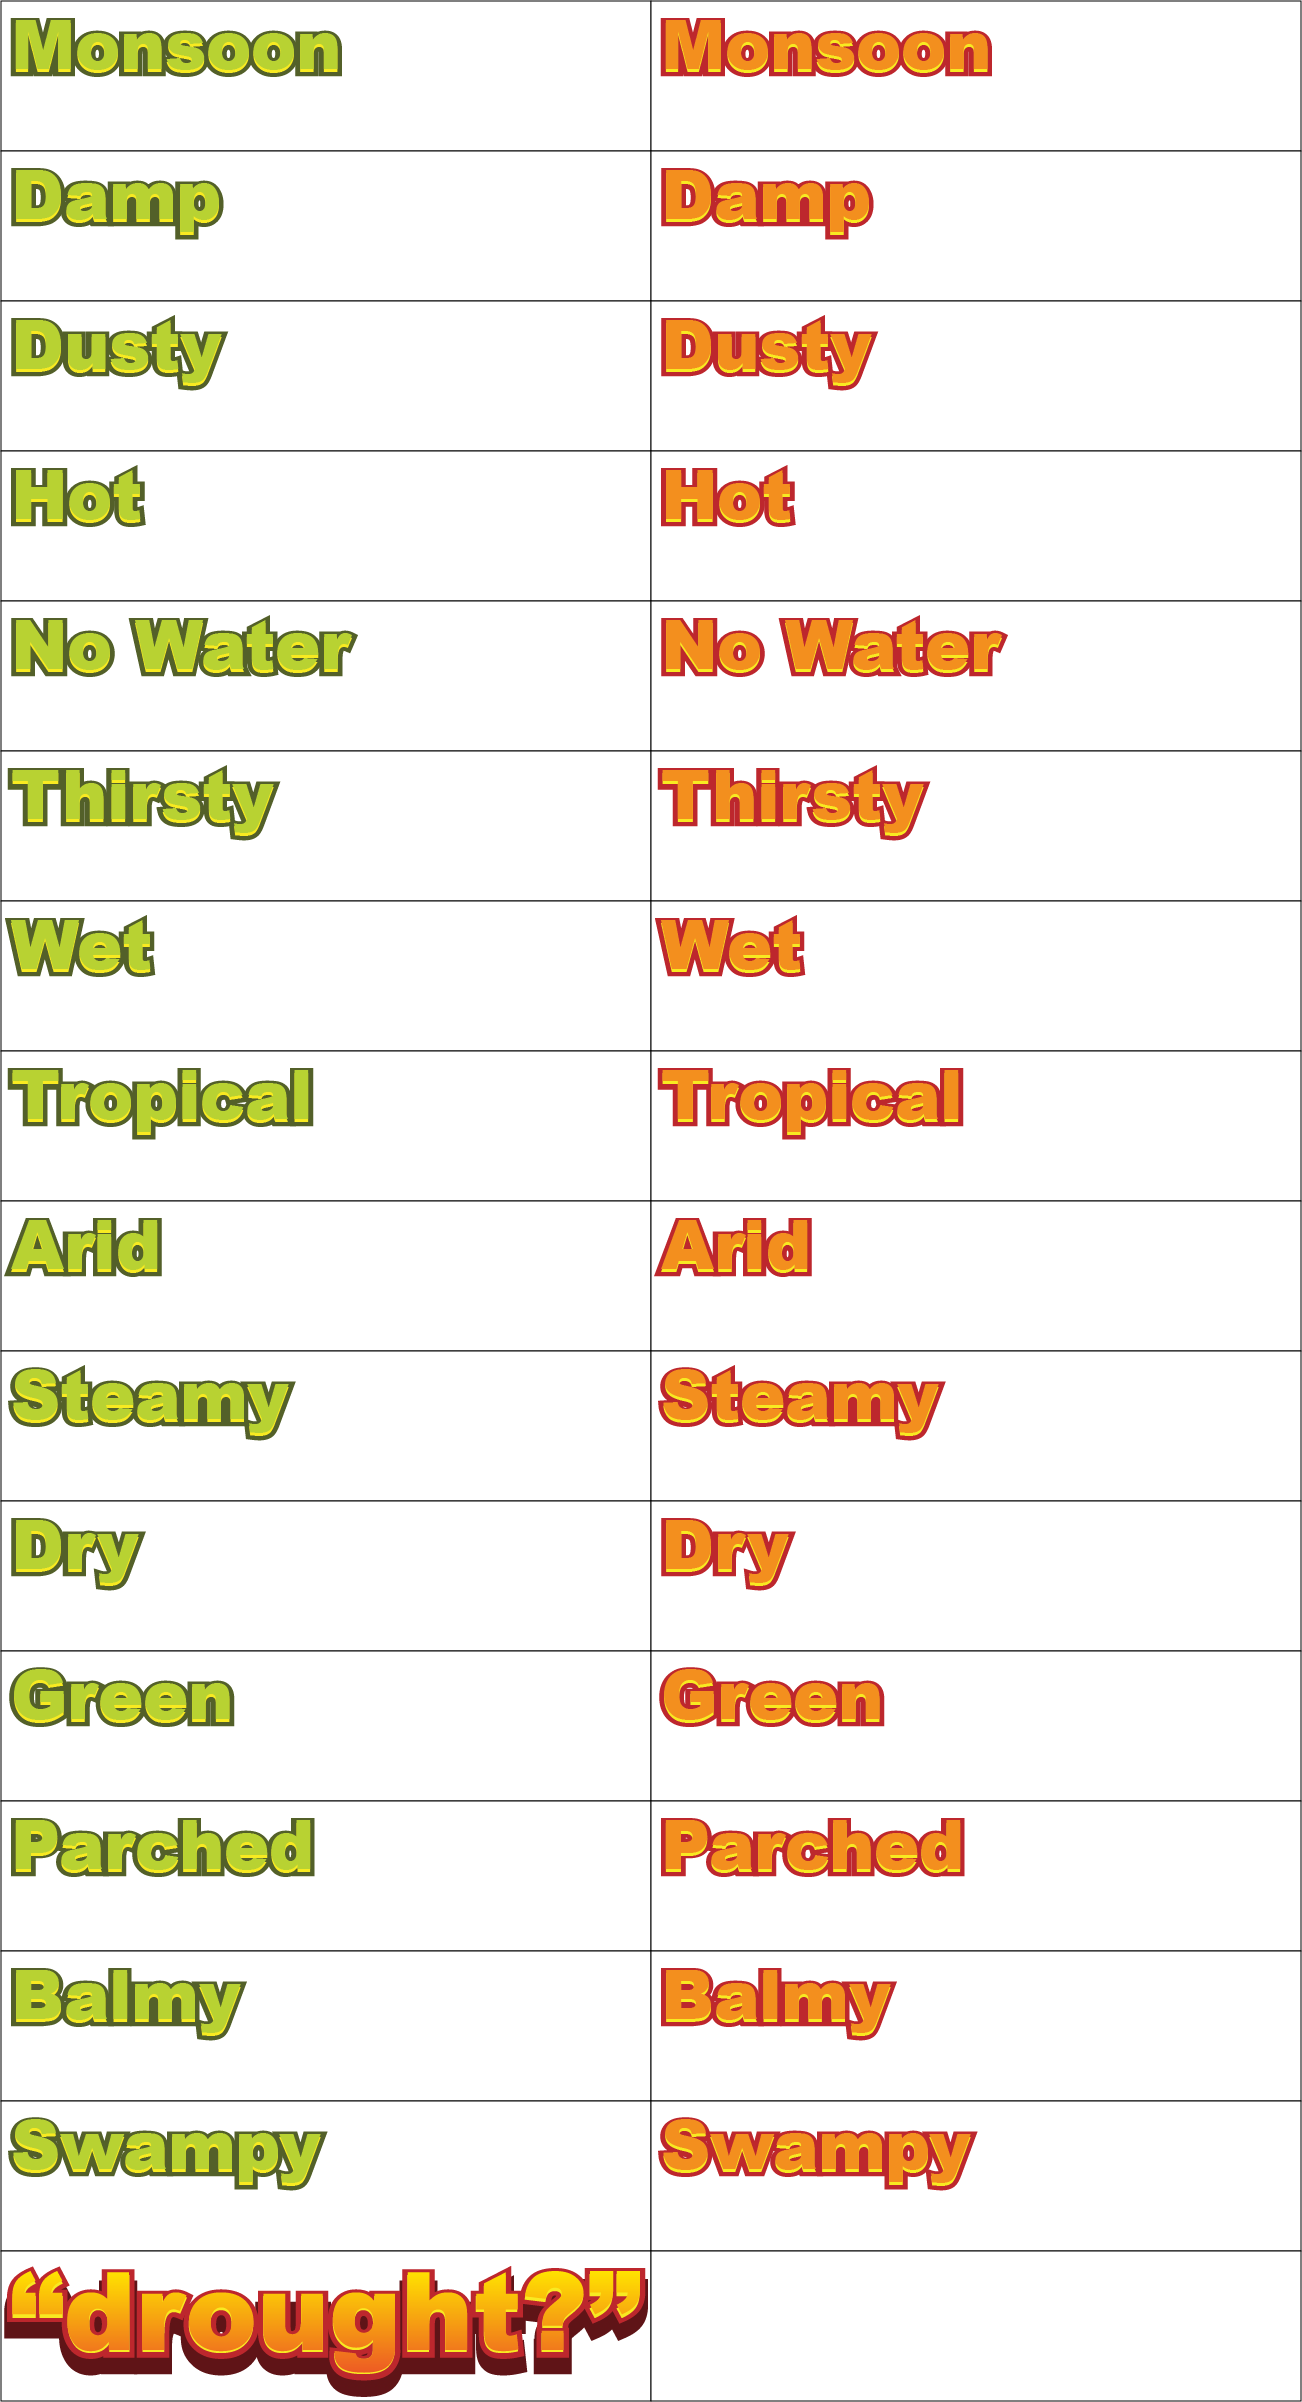 Monsoon Monsoon
Damp Damp
Dusty Dusty
Hot Hot
No Water No Water
Thirsty Thirsty
Wet Wet
Tropical Tropical
Arid Arid
Steamy Steamy
Dry Dry
Green Green
Parched Parched
Balmy Balmy
Swampy Swampy
“drought?”